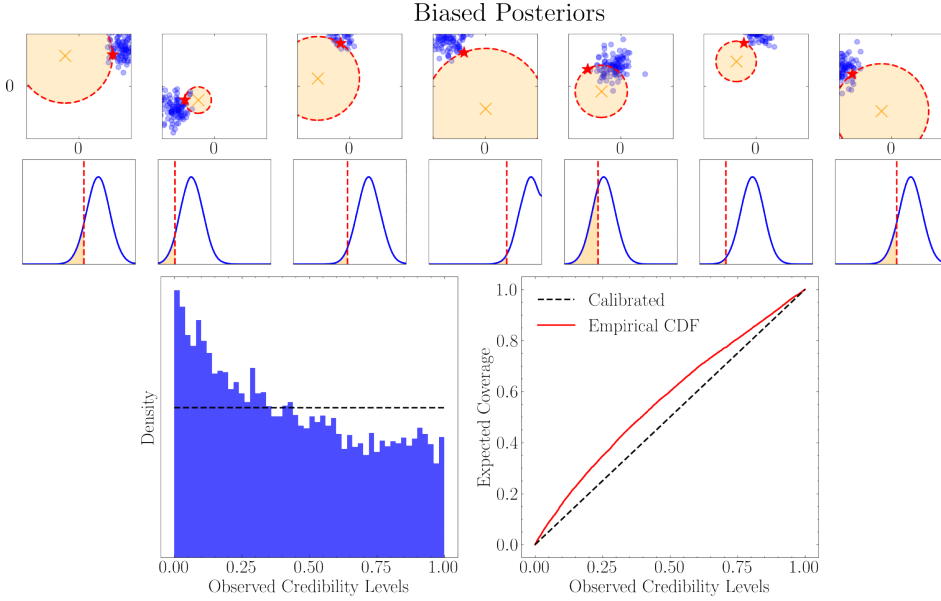 Biased Posteriors
0
0 0 0 0 0 0 0
Density
0.00 0.25 0.50 0.75 1.00
Observed Credibility Levels
Calibrated
Empirical CDF
Expected Coverage
1.0
0.8
0.6
0.4
0.2
0.0
0.00 0.25 0.50 0.75 1.00
Observed Credibility Levels